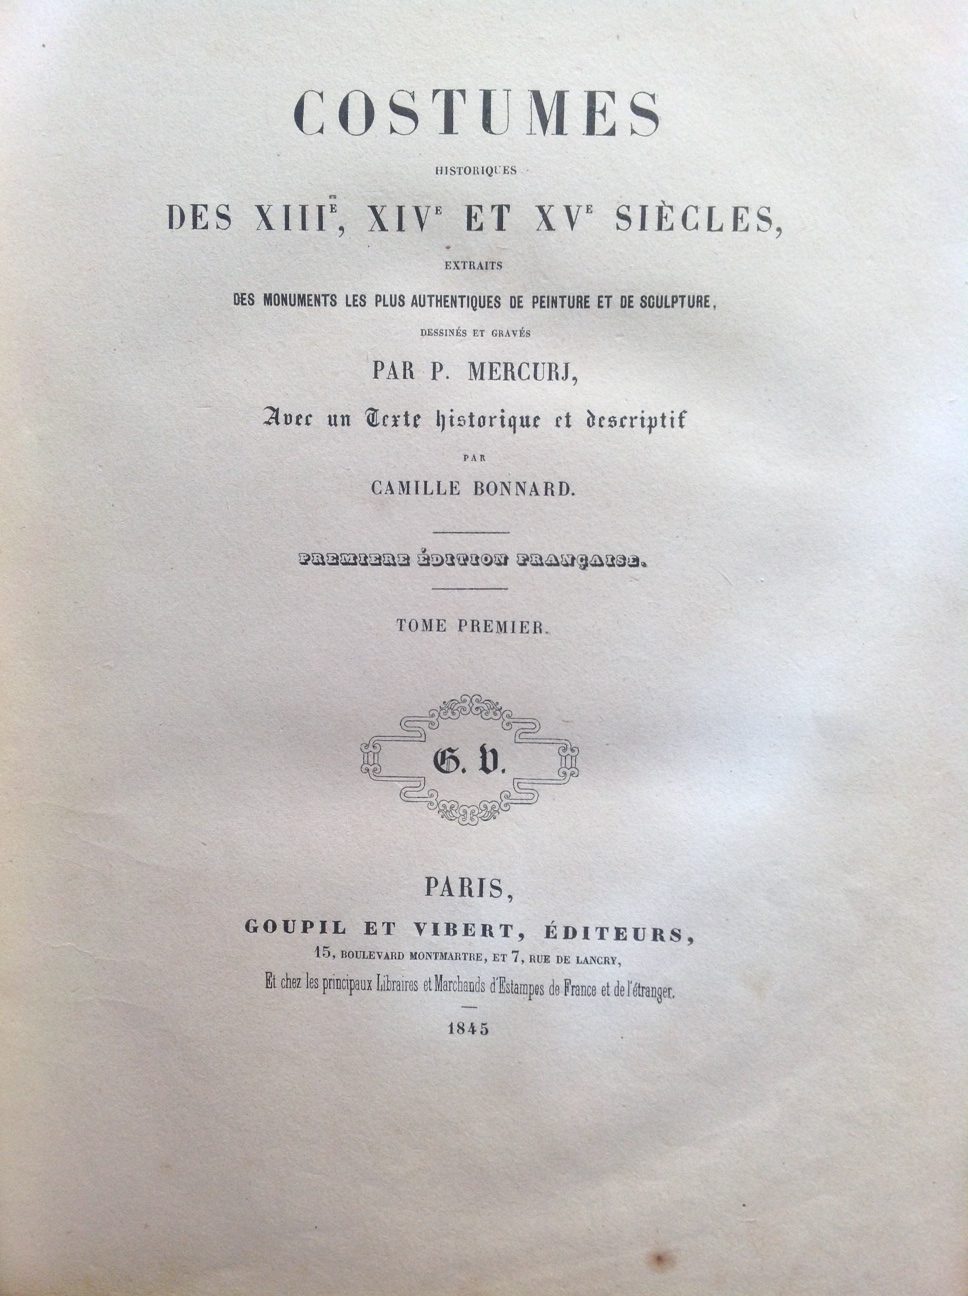 COSTUMES
HISTORIQUES
DES XIIIE, XIVE ET XVE SIÈCLES,
EXTRAITS
DES MONUMENTS LES PLUS AUTHENTIQUES DE PEINTURE ET DE SCULPTURE,
DESSINÉS ET GRAVÉS
PAR P. MERCURJ,
Avec un Texte historique et descriptif
PAR
CAMILLE BONNARD.
PREMIERE ÉDITION FRANÇAISE.
TOME PREMIER.
G. V.
PARIS,
GOUPIL ET VIBERT, ÉDITEURS,
15, BOULEVARD MONTMARTRE, ET 7, RUE DE LANCRY,
Et chez les principaux Libraires et Marchands d'Estampes de France et de l'étranger.
1845